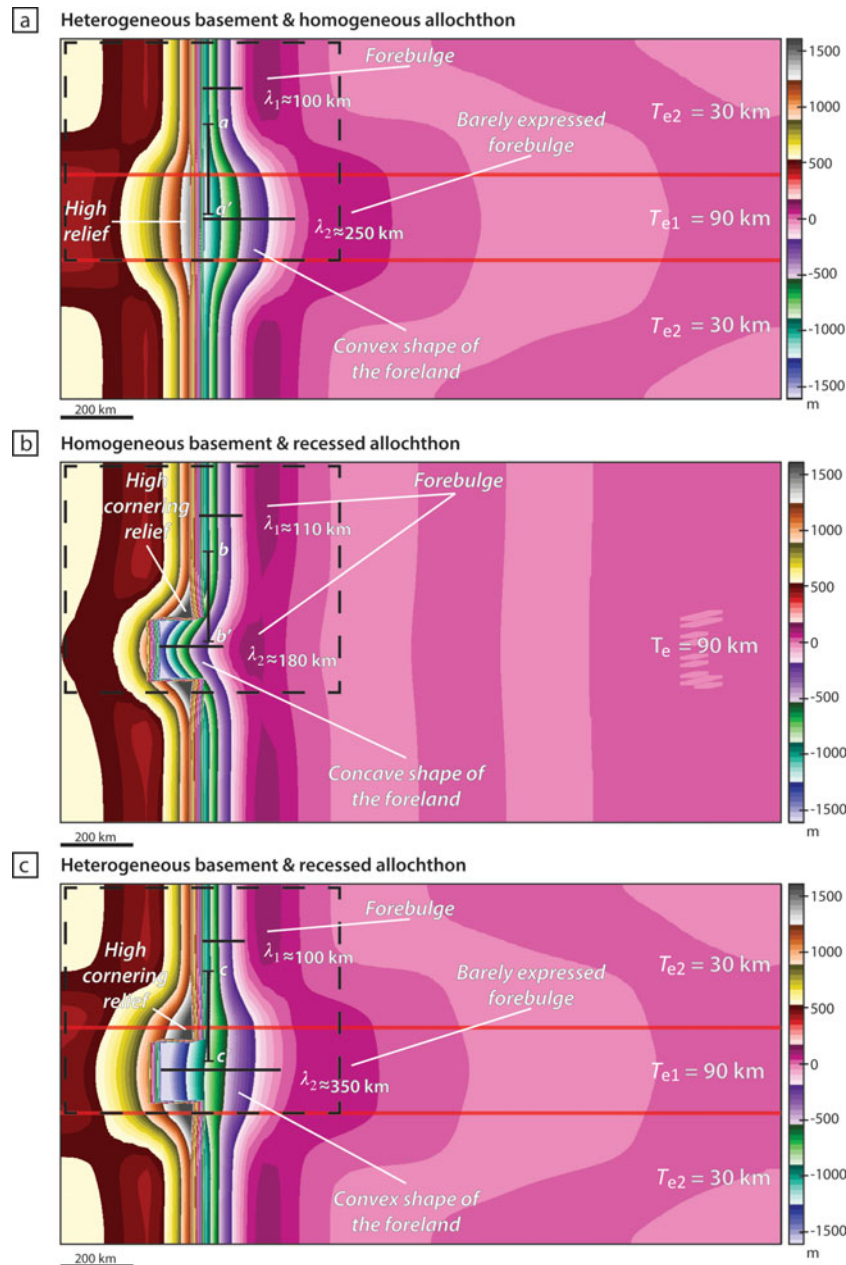 a Heterogeneous basement & homogeneous allochthon
Forebulge
λ1≈100 km
Te2 = 30 km
a
Barely expressed
forebulge
High
relief
a'
λ2≈250 km
Te1 = 90 km
Convex shape of
the foreland
Te2 = 30 km
1500
1000
500
0
-500
-1000
-1500
m
200 km
b Homogeneous basement & recessed allochthon
High
cornering
relief
Forebulge
λ1≈110 km
b
b'
λ2≈180 km
Te = 90 km
Concave shape of
the foreland
1500
1000
500
0
-500
-1000
-1500
m
200 km
c Heterogeneous basement & recessed allochthon
Forebulge
λ1≈100 km
Te2 = 30 km
High
cornering
relief
c
Barely expressed
forebulge
c'
λ2≈350 km
Te1 = 90 km
Convex shape of
the foreland
Te2 = 30 km
1500
1000
500
0
-500
-1000
-1500
m
200 km